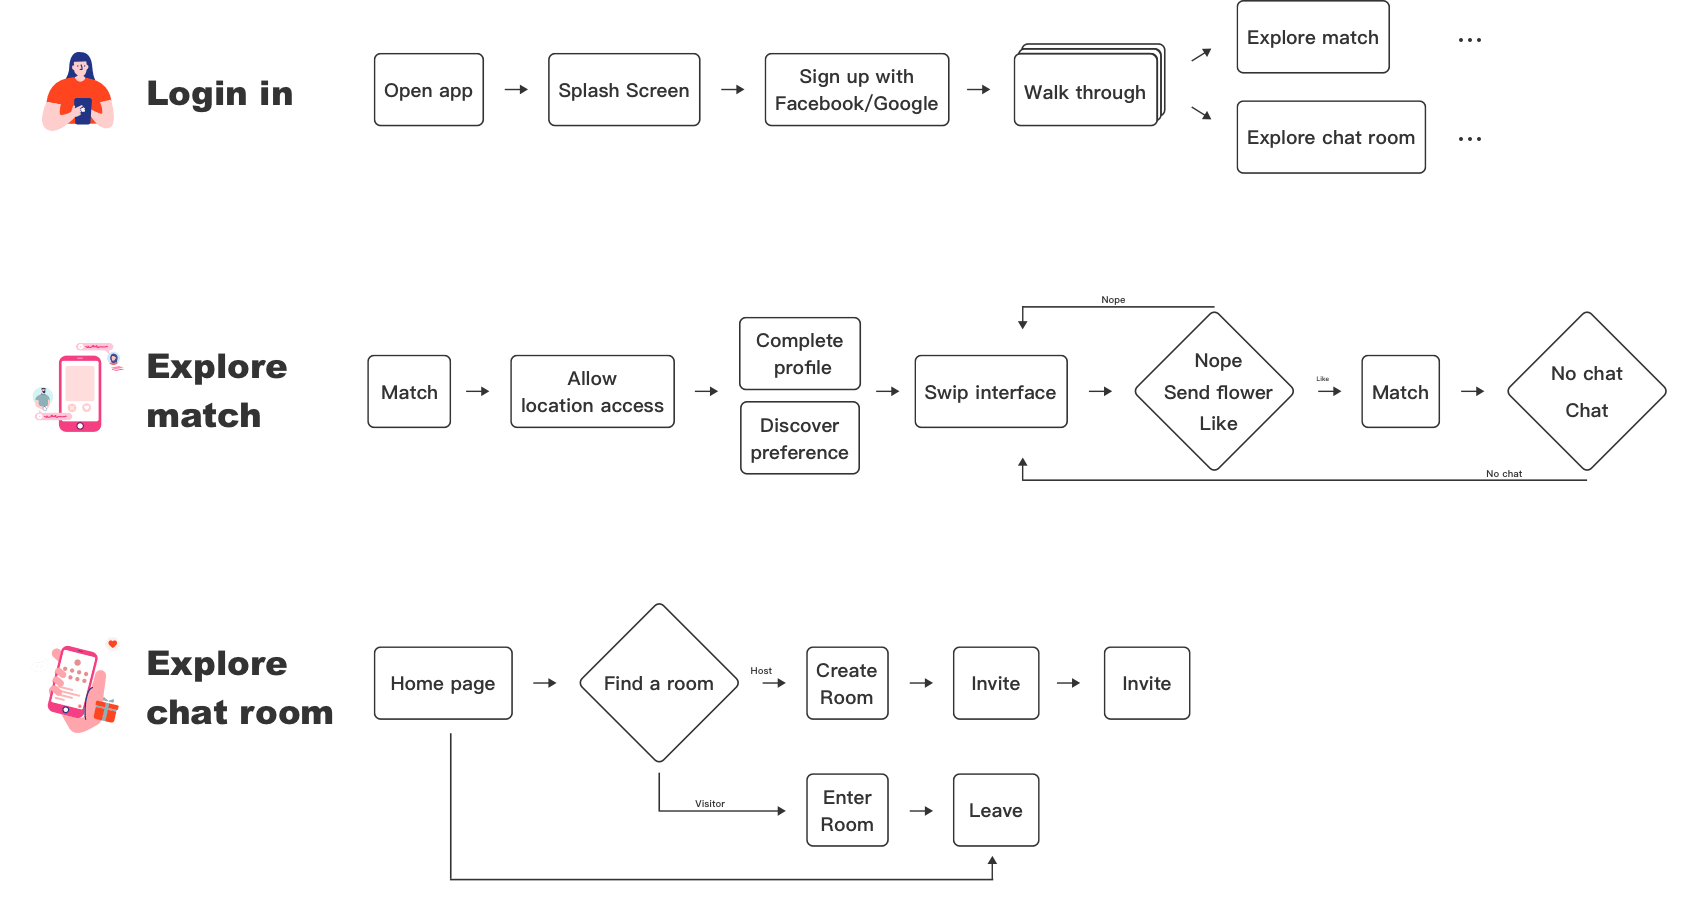 Login in
Open app
Splash Screen
Sign up with
Facebook/Google
Walk through
Explore match
...
Explore chat room
...
Explore
match
Match
Allow
location access
Complete
profile
Discover
preference
Swip interface
Nope
Nope
Send flower
Like
Like
Match
No chat
Chat
No chat
Explore
chat room
Home page
Find a room
Host
Create
Room
Invite
Invite
Visitor
Enter
Room
Leave